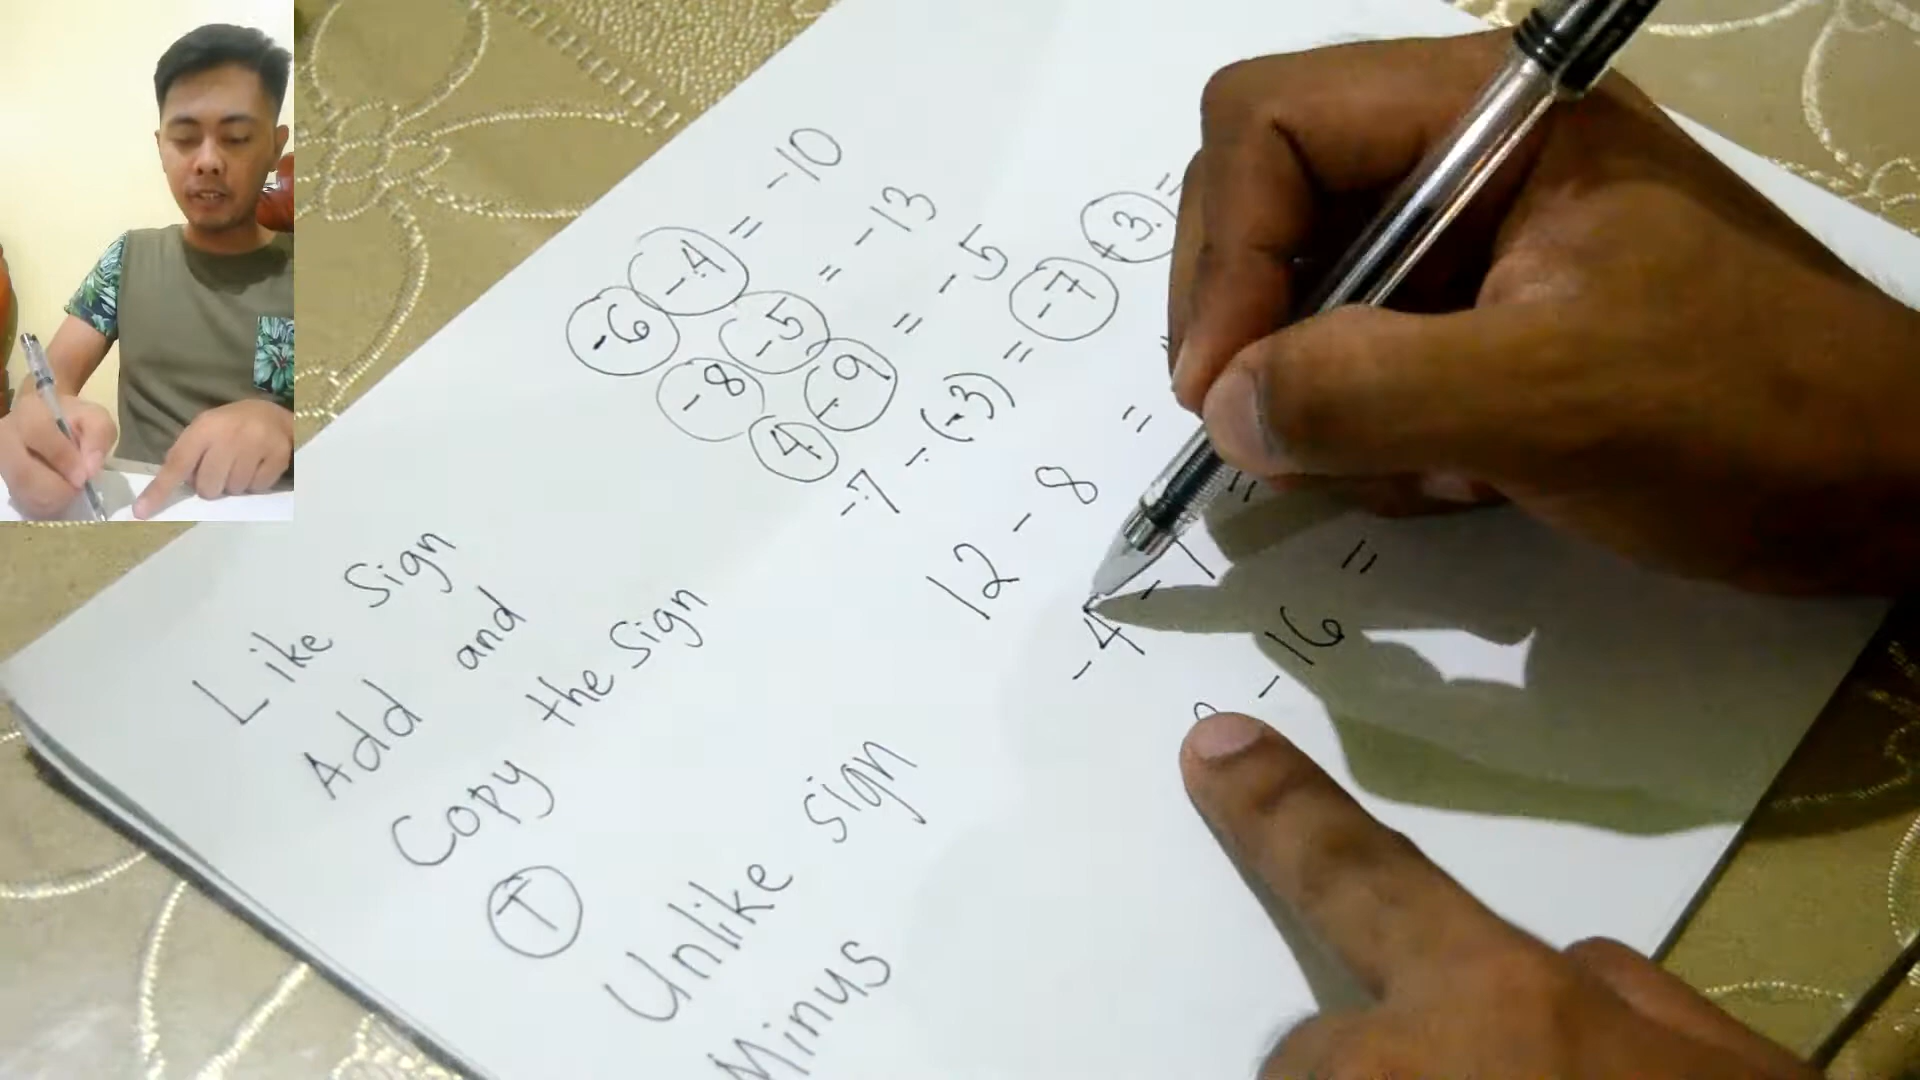 -6 -4 = -10
-8 -5 = -13
4 -9 = -5
-7 - (-3) = -7 +3 =
12 - 8 =
-4 - =
-16 =
Like Sign
Add and
Copy the Sign
+
Unlike sign
Minus